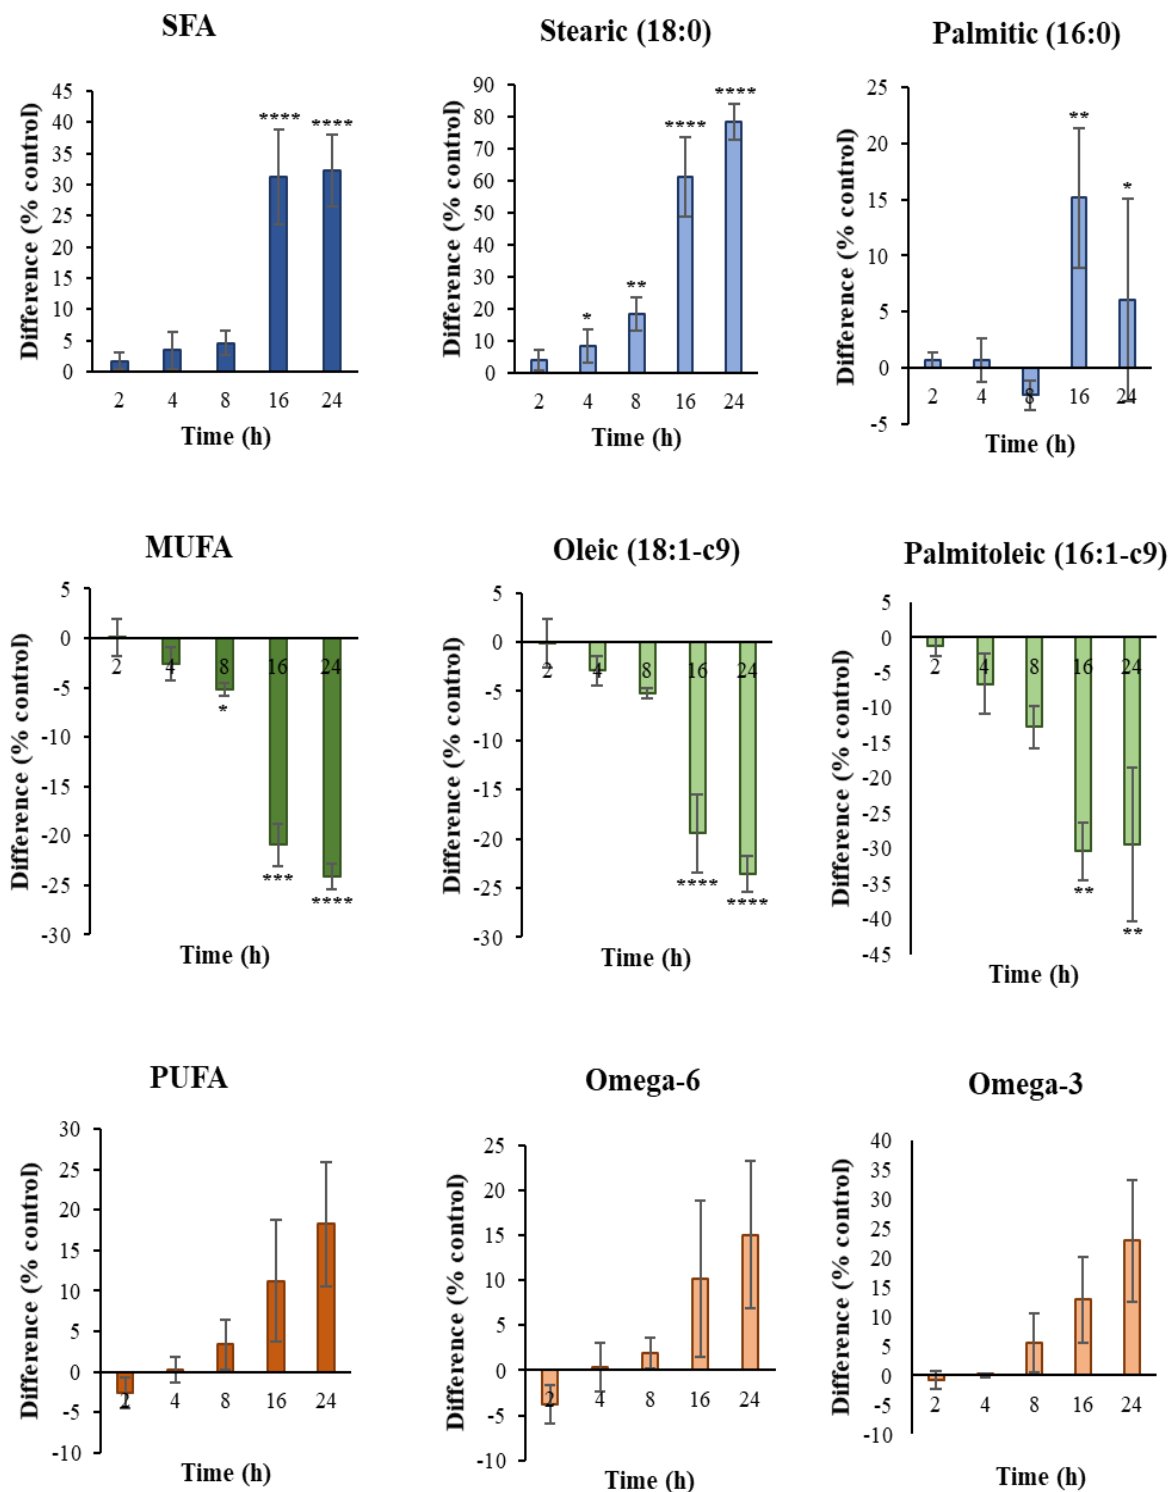 SFA
Difference (% control)
45
40
35
30
25
20
15
10
5
0
**** ****
2 4 8 16 24
Time (h)
Stearic (18:0)
Difference (% control)
90
80
70
60
50
40
30
20
10
0
* ** **** ****
2 4 8 16 24
Time (h)
Palmitic (16:0)
Difference (% control)
25
20
15
10
5
0
-5
** *
2 4 8 16 24
Time (h)
MUFA
Difference (% control)
5
0
-5
-10
-15
-20
-25
-30
2 4 8 16 24
* *** ****
Time (h)
Oleic (18:1-c9)
Difference (% control)
5
0
-5
-10
-15
-20
-25
-30
2 4 8 16 24
**** ****
Time (h)
Palmitoleic (16:1-c9)
Difference (% control)
5
0
-5
-10
-15
-20
-25
-30
-35
-40
-45
2 4 8 16 24
** **
Time (h)
PUFA
Difference (% control)
30
25
20
15
10
5
0
-5
-10
2 4 8 16 24
Time (h)
Omega-6
Difference (% control)
25
20
15
10
5
0
-5
-10
2 4 8 16 24
Time (h)
Omega-3
Difference (% control)
40
35
30
25
20
15
10
5
0
-5
-10
2 4 8 16 24
Time (h)